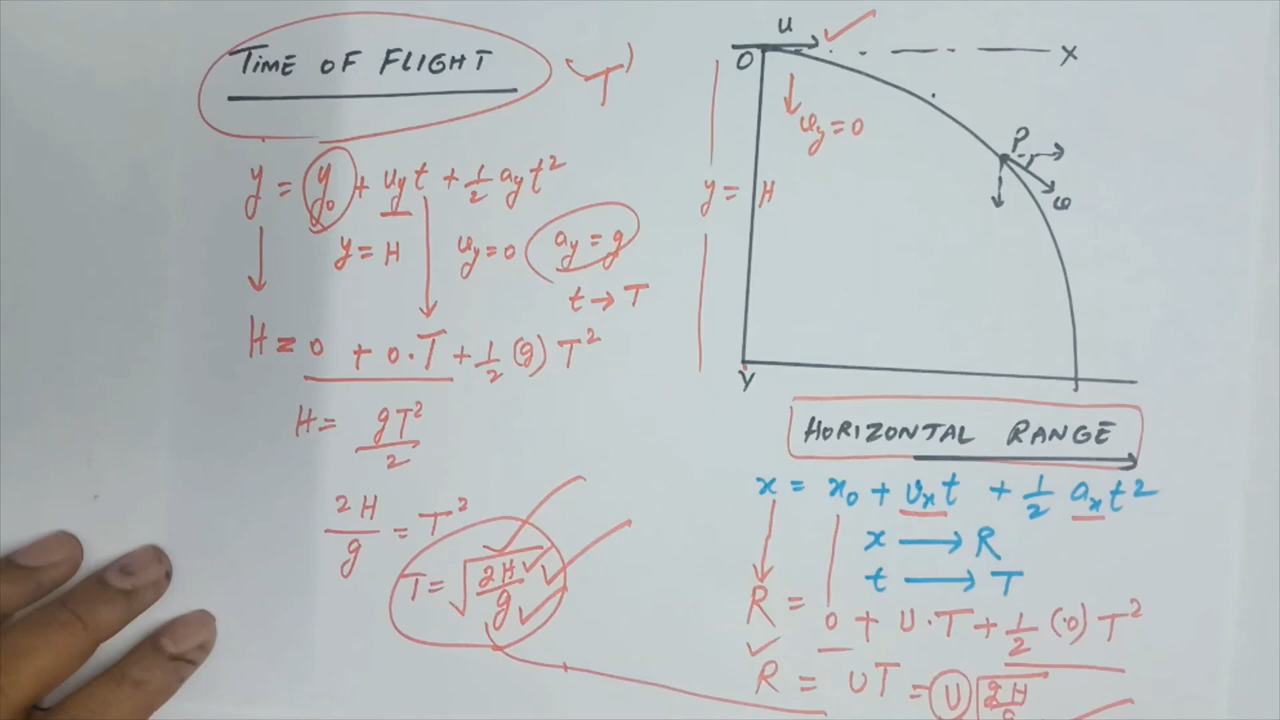 TIME OF FLIGHT (T)
y = y₀ + uyt + 1/2 ayt²
y = H uy = 0 ay = g
t → T
H = 0 + 0.T + 1/2 (g) T²
H = gT²/2
2H/g = T²
T = √(2H/g)
u
O X
uy = 0
P
v
y = H
Y
HORIZONTAL RANGE
x = x₀ + uxt + 1/2 axt²
x → R
t → T
R = 0 + U.T + 1/2 (0) T²
R = UT = U √(2H/g)